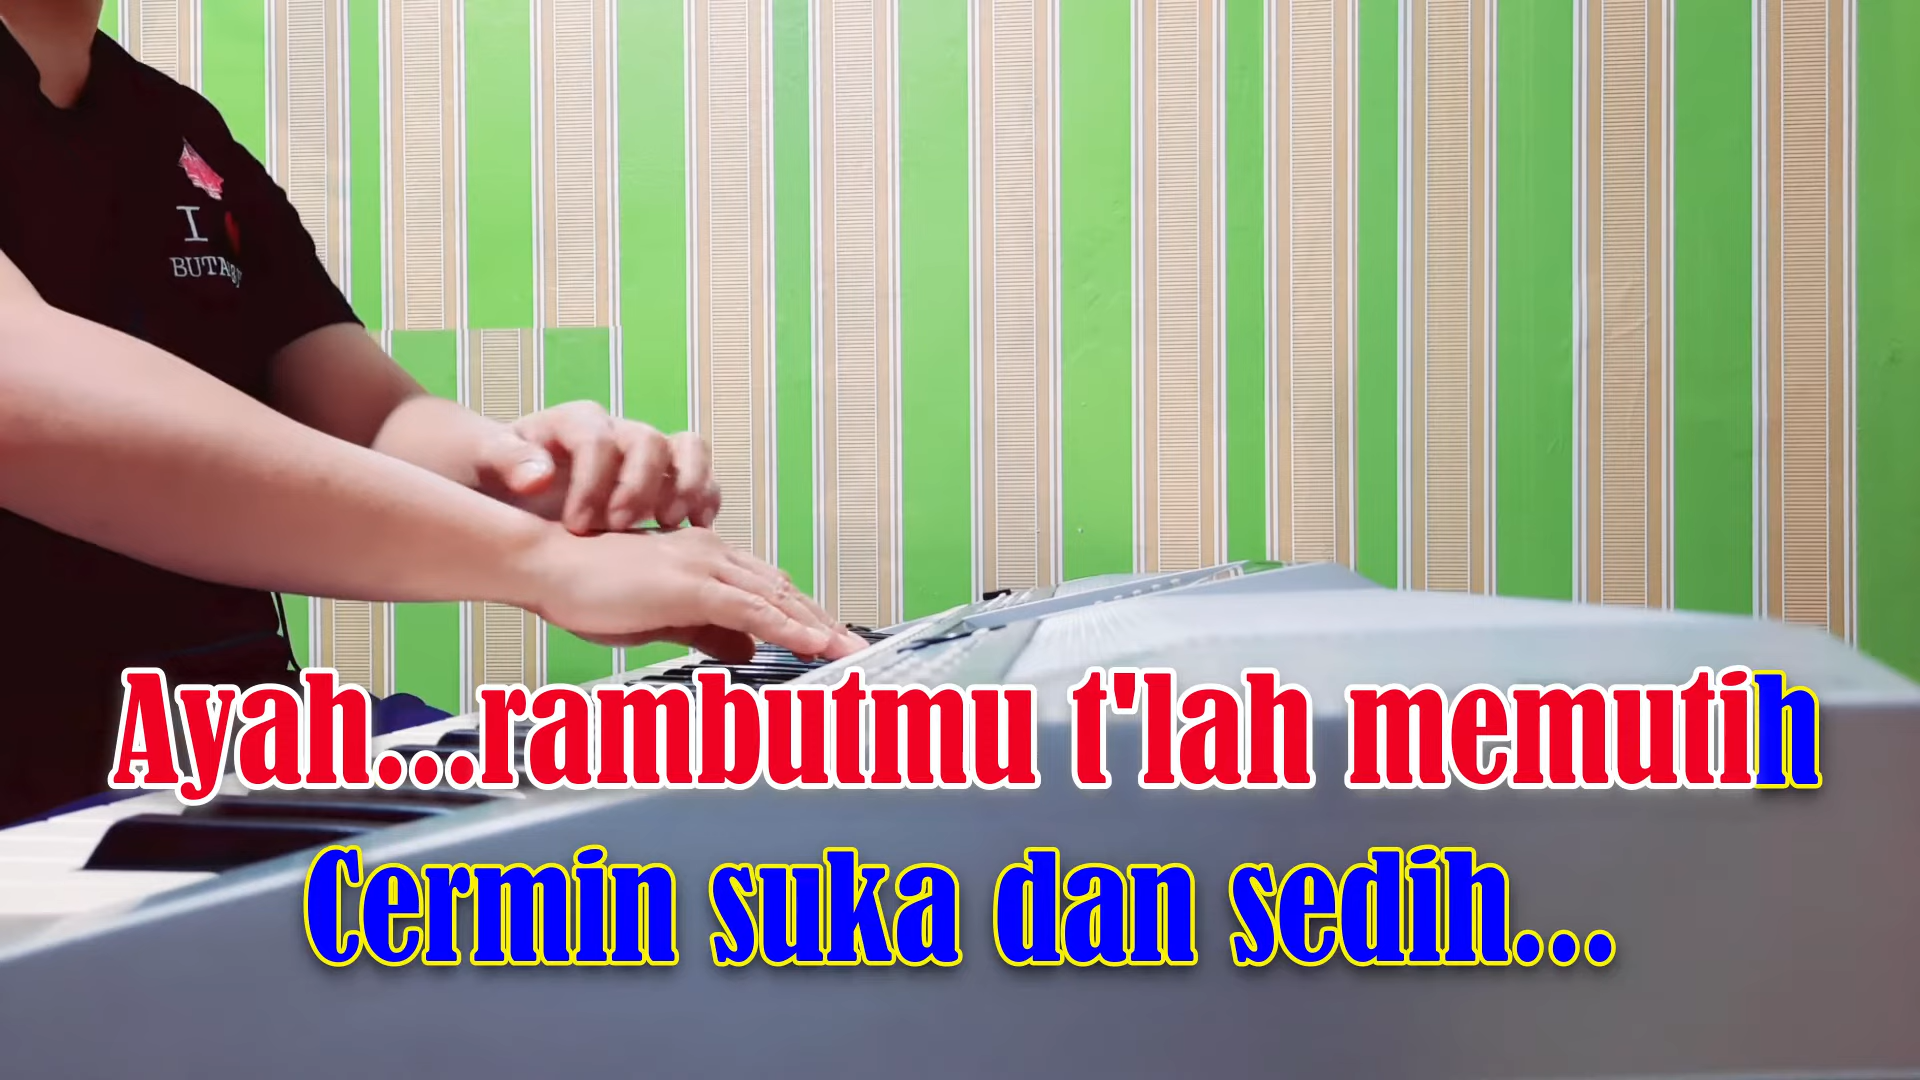 I
Ayah...rambutmu t'lah memutih
Cermin suka dan sedih...